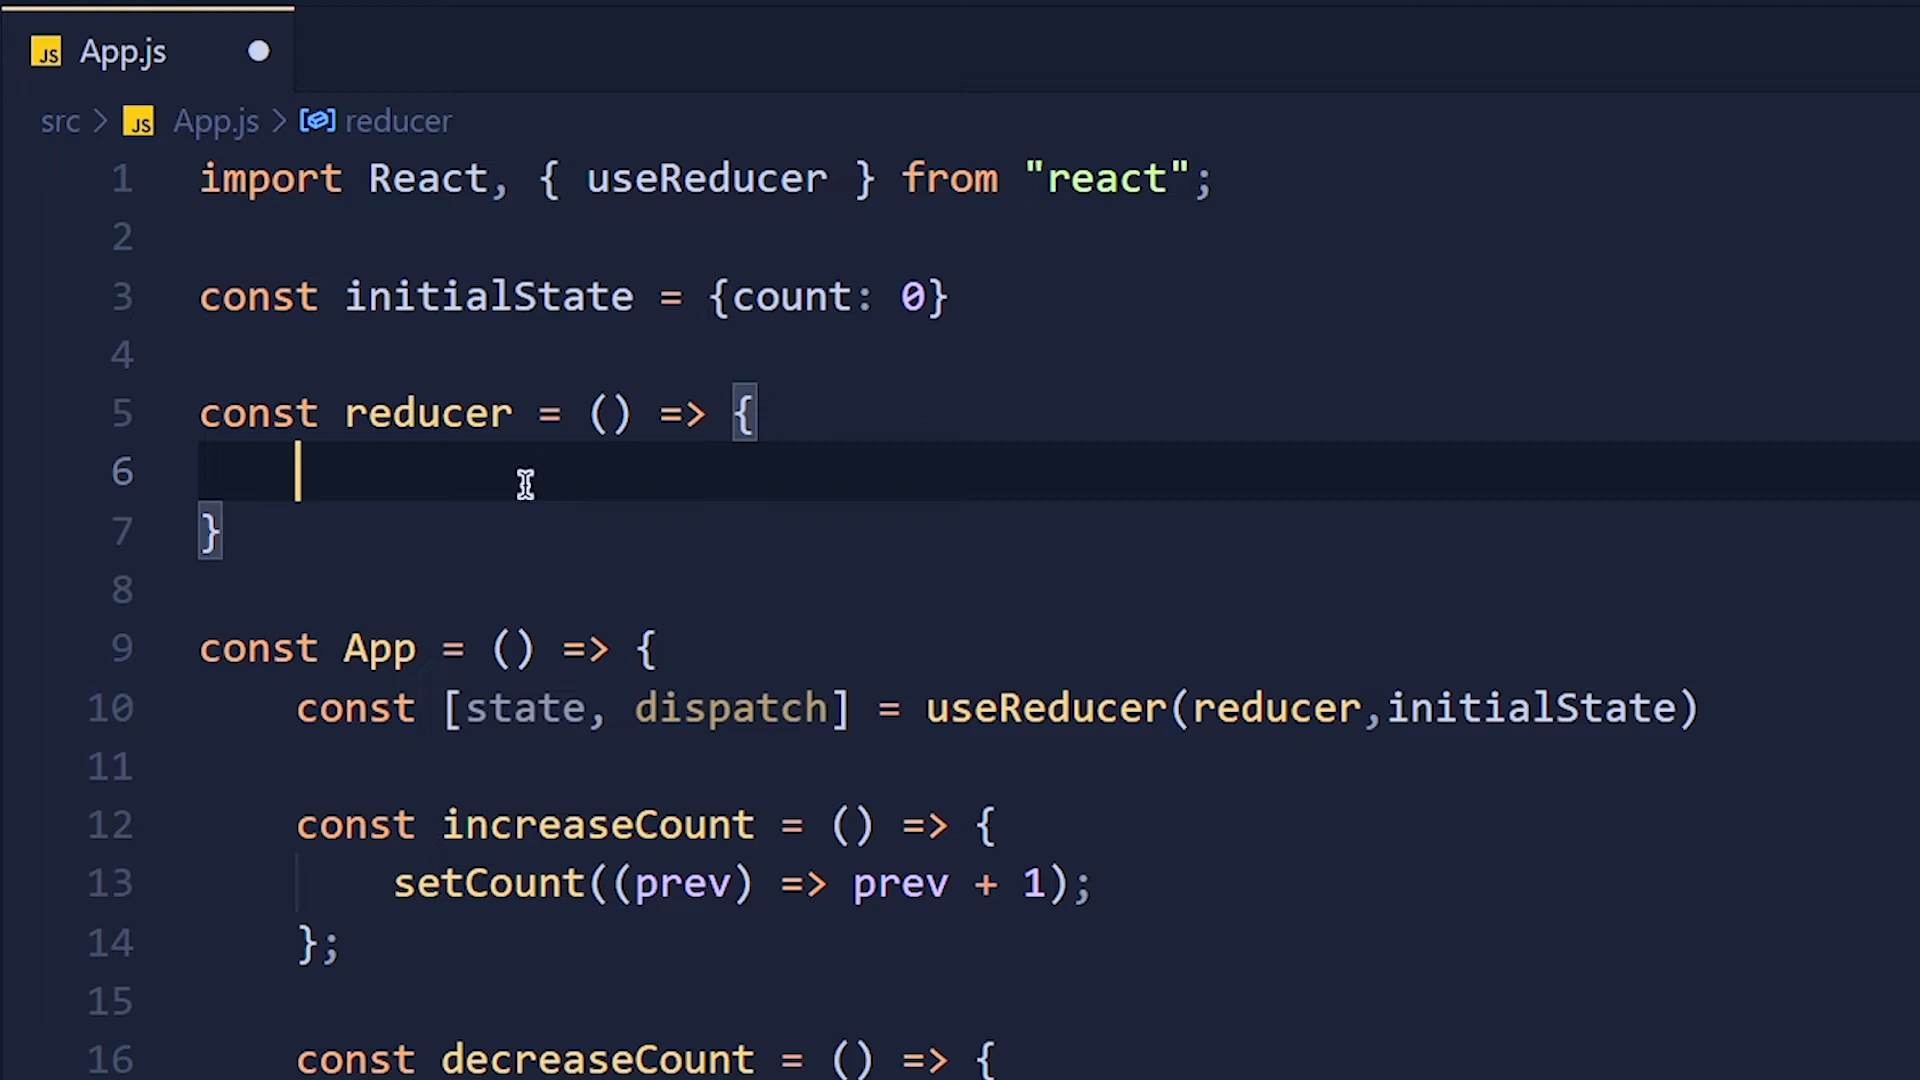 JS App.js
src > JS App.js > reducer
1 import React, { useReducer } from "react";
2
3 const initialState = {count: 0}
4
5 const reducer = () => {
6
7 }
8
9 const App = () => {
10 const [state, dispatch] = useReducer(reducer,initialState)
11
12 const increaseCount = () => {
13 setCount((prev) => prev + 1);
14 };
15
16 const decreaseCount = () => {